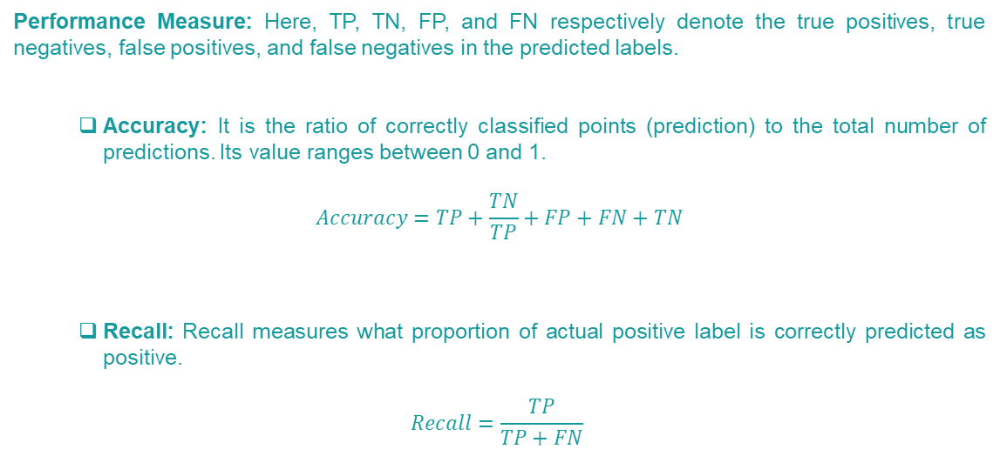 Performance Measure: Here, TP, TN, FP, and FN respectively denote the true positives, true
negatives, false positives, and false negatives in the predicted labels.
❑ Accuracy: It is the ratio of correctly classified points (prediction) to the total number of
predictions. Its value ranges between 0 and 1.
Accuracy = TP + TN/TP + FP + FN + TN
❑ Recall: Recall measures what proportion of actual positive label is correctly predicted as
positive.
Recall = TP/(TP + FN)